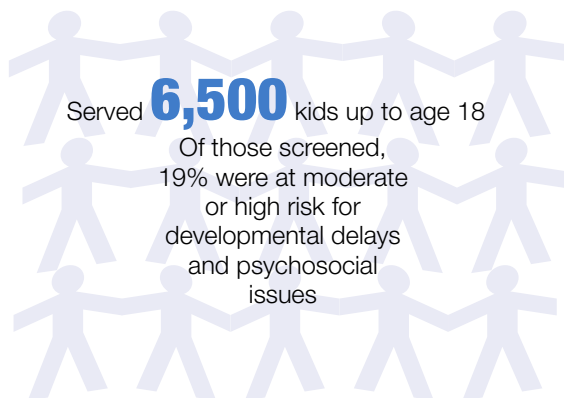 Served 6,500 kids up to age 18
Of those screened,
19% were at moderate
or high risk for
developmental delays
and psychosocial
issues